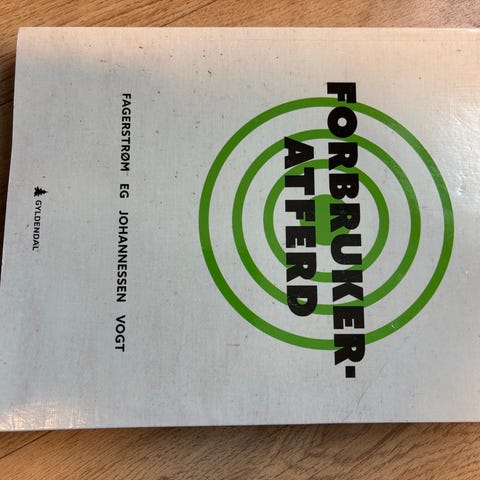 FORBRUKER-
ATFERD
FAGERSTRØM EG JOHANNESSEN VOGT
GYLDENDAL